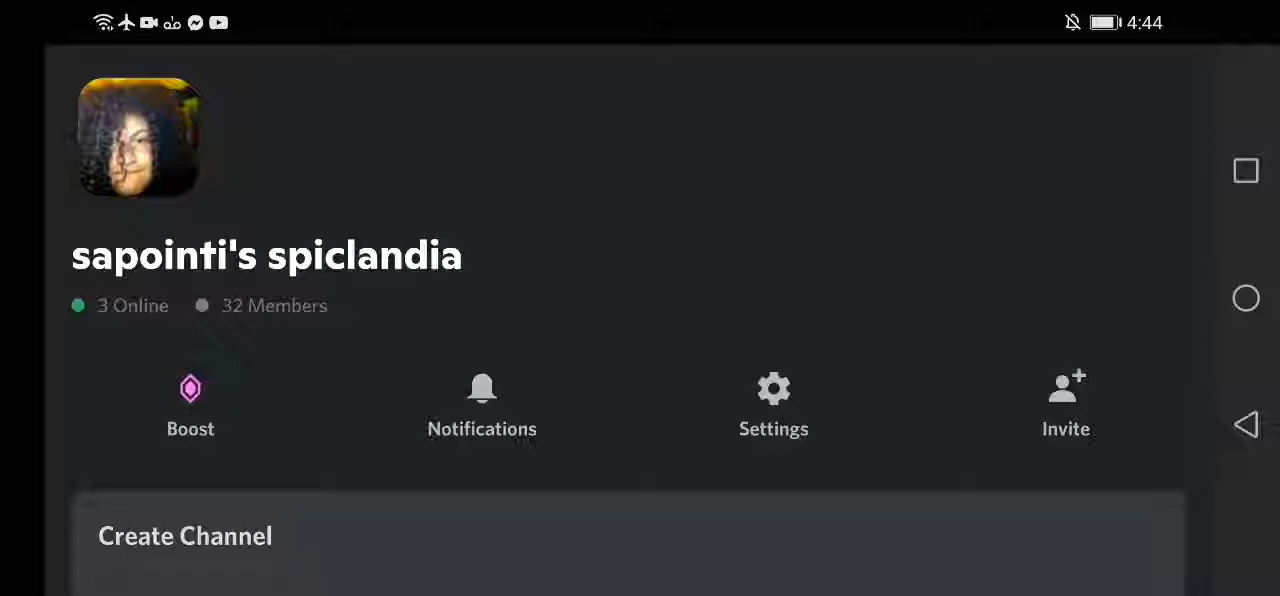 4:44
sapointi's spiclandia
3 Online 32 Members
Boost Notifications Settings Invite
Create Channel